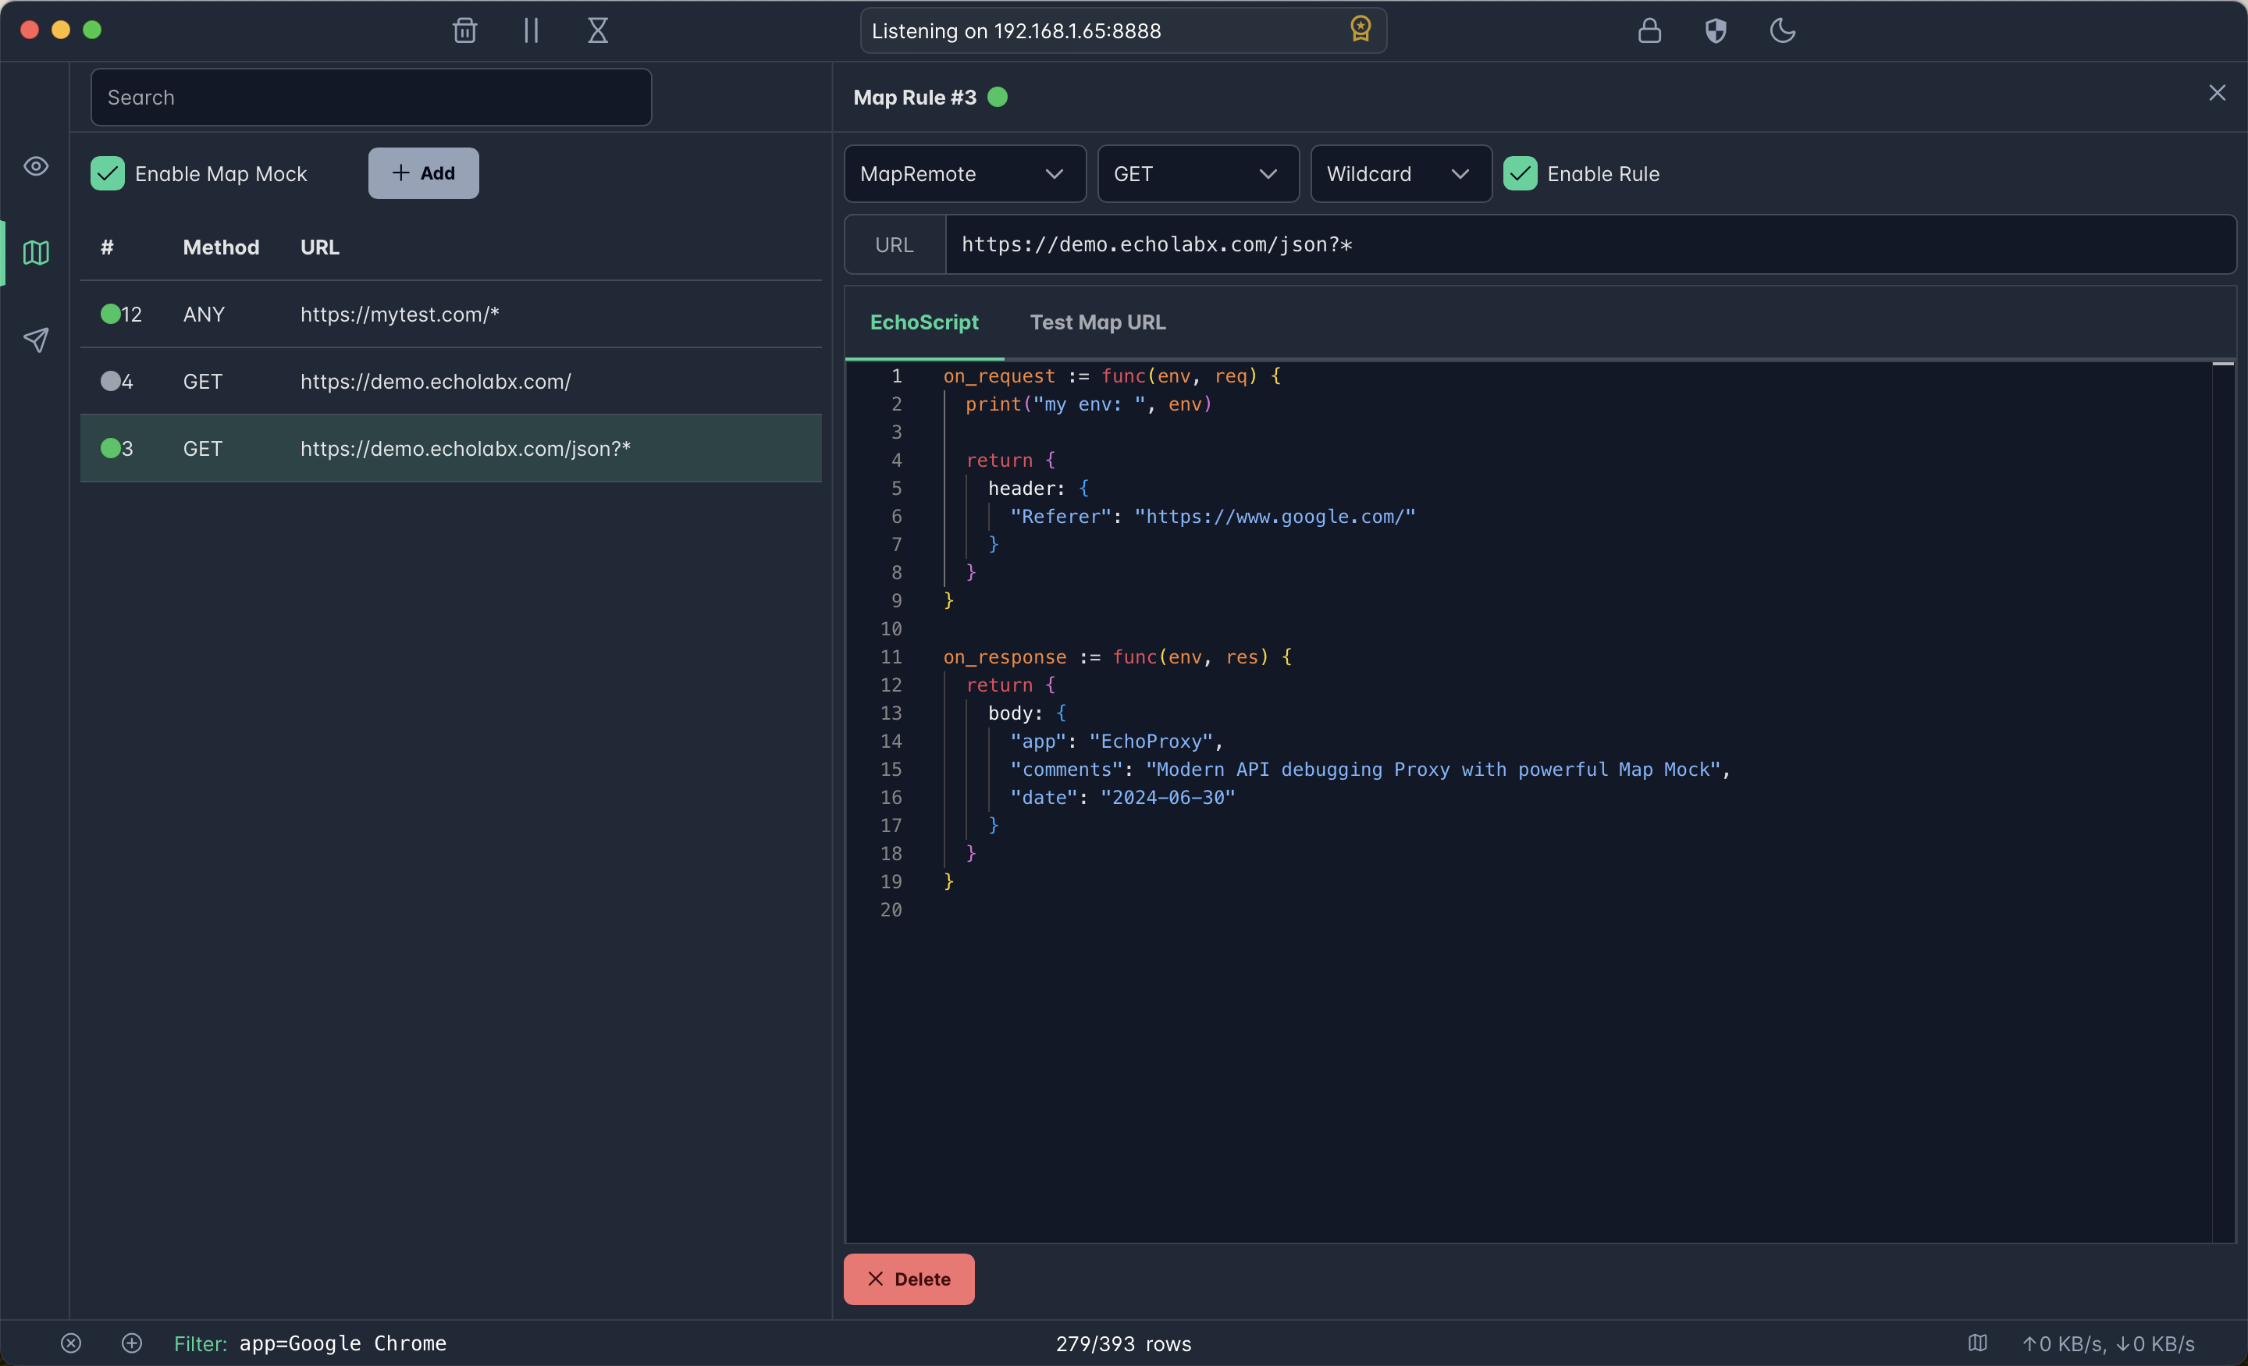 Listening on 192.168.1.65:8888
Search
Enable Map Mock
Add
# Method URL
12 ANY https://mytest.com/*
4 GET https://demo.echolabx.com/
3 GET https://demo.echolabx.com/json?*
Map Rule #3
MapRemote GET Wildcard Enable Rule
URL https://demo.echolabx.com/json?*
EchoScript Test Map URL
1 on_request := func(env, req) {
2   print("my env: ", env)
3
4   return {
5     header: {
6       "Referer": "https://www.google.com/"
7     }
8   }
9 }
10
11 on_response := func(env, res) {
12   return {
13     body: {
14       "app": "EchoProxy",
15       "comments": "Modern API debugging Proxy with powerful Map Mock",
16       "date": "2024-06-30"
17     }
18   }
19 }
20
Delete
Filter: app=Google Chrome
279/393 rows
↑0 KB/s, ↓0 KB/s